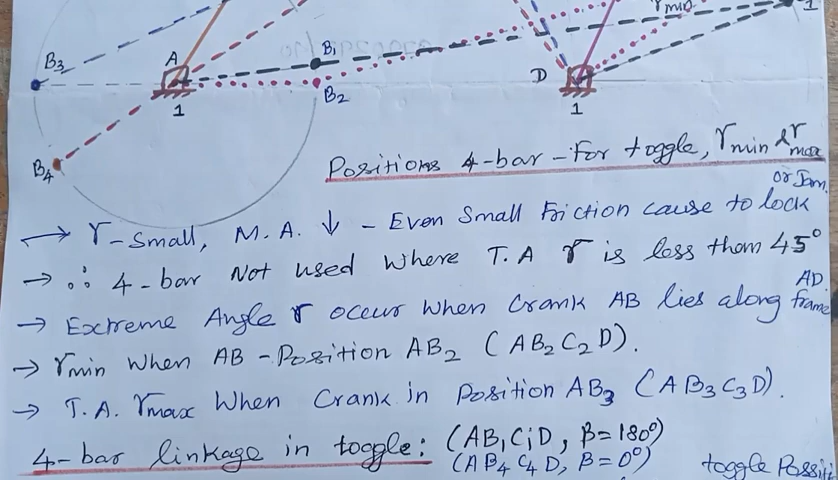 γmin
1
B3
A
B1
B2
D
1
1
B4
Positions 4-bar - For toggle, γmin & γmax
→ γ-small, M.A. ↓ - Even Small friction cause to lock or Jam.
→ ∴ 4-bar Not used Where T.A γ is less than 45°
→ Extreme Angle γ occur When Crank AB lies along frame AD.
→ γmin When AB - Position AB2 (AB2C2D).
→ T.A. γmax When Crank in Position AB3 (AB3C3D).
4-bar linkage in toggle: (AB1C1D, β=180°)
(AB4C4D, β=0°)
toggle